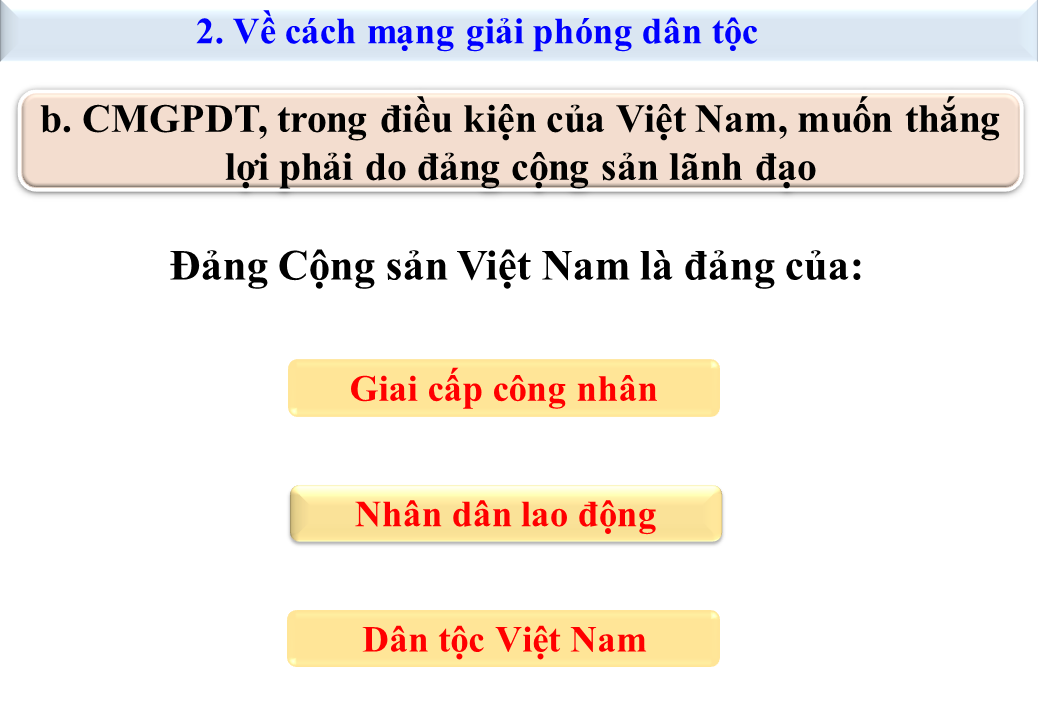 2. Về cách mạng giải phóng dân tộc
b. CMGPDT, trong điều kiện của Việt Nam, muốn thắng
lợi phải do đảng cộng sản lãnh đạo
Đảng Cộng sản Việt Nam là đảng của:
Giai cấp công nhân
Nhân dân lao động
Dân tộc Việt Nam